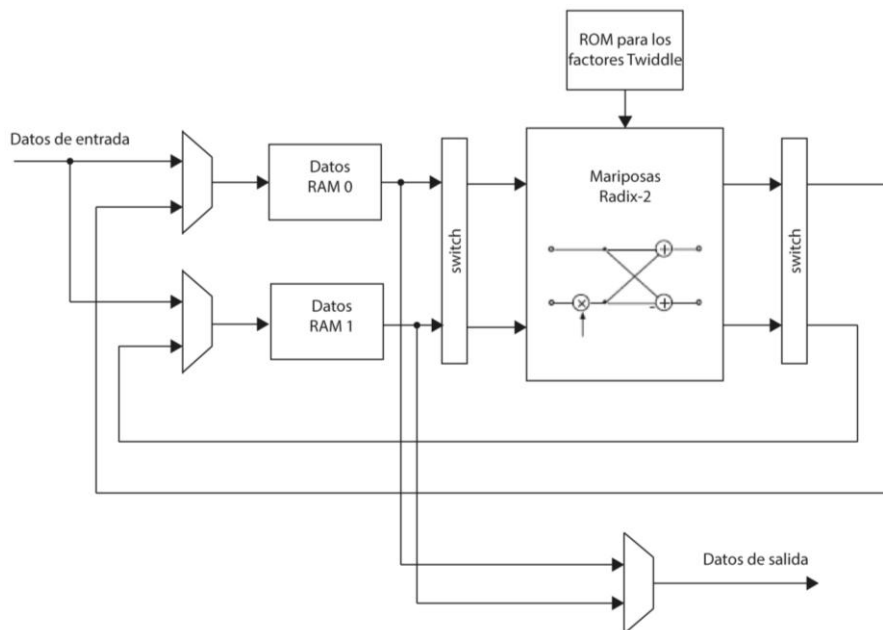 ROM para los
factores Twiddle
Datos de entrada
Datos
RAM 0
switch
Mariposas
Radix-2
switch
Datos
RAM 1
Datos de salida